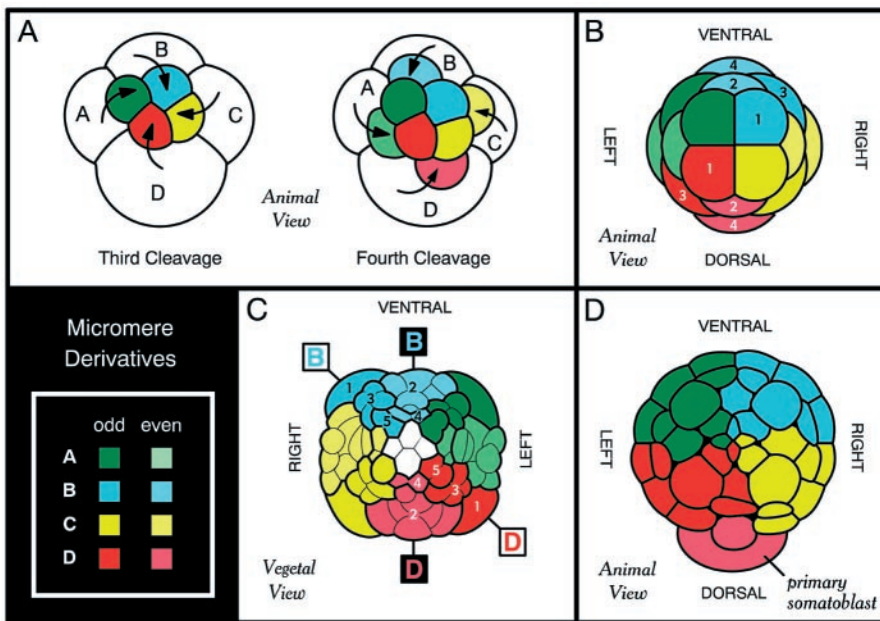 A
B
A
C
D
Third Cleavage
Animal
View
B
A
C
D
Fourth Cleavage
B
VENTRAL
LEFT
RIGHT
4
2
3
1
1
3
2
4
Animal
View
DORSAL
Micromere
Derivatives
odd even
A
B
C
D
C
VENTRAL
B
B
RIGHT
LEFT
1
2
3
4
5
5
4
3
2
1
D
D
Vegetal
View
D
VENTRAL
LEFT
RIGHT
Animal
View
DORSAL
primary
somatoblast